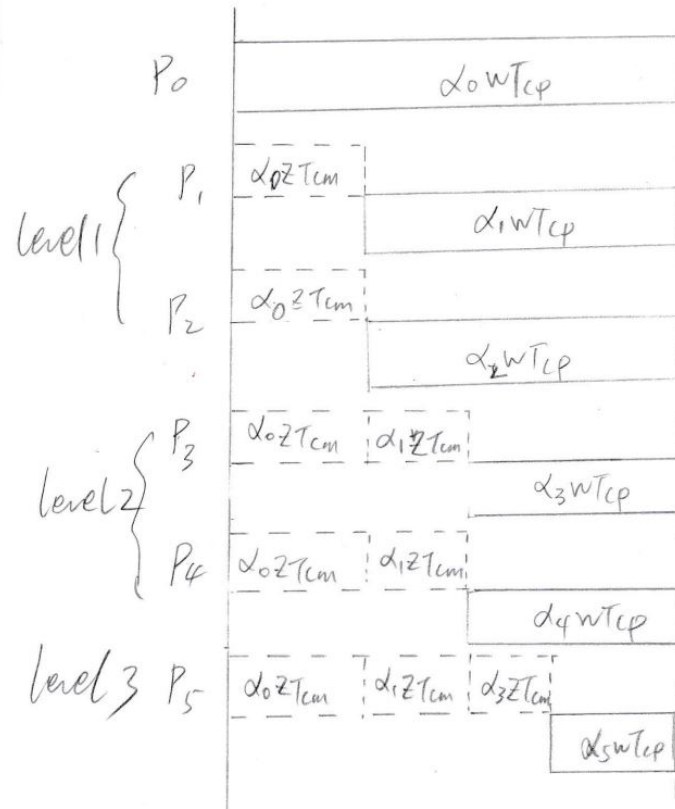 P₀ α₀wTcp
P₁ α₀zTcm
level1 α₁wTcp
P₂ α₀zTcm
α₂wTcp
P₃ α₀zTcm α₁zTcm
level2 α₃wTcp
P₄ α₀zTcm α₁zTcm
α₄wTcp
level3 P₅ α₀zTcm α₁zTcm α₃zTcm
α₅wTcp